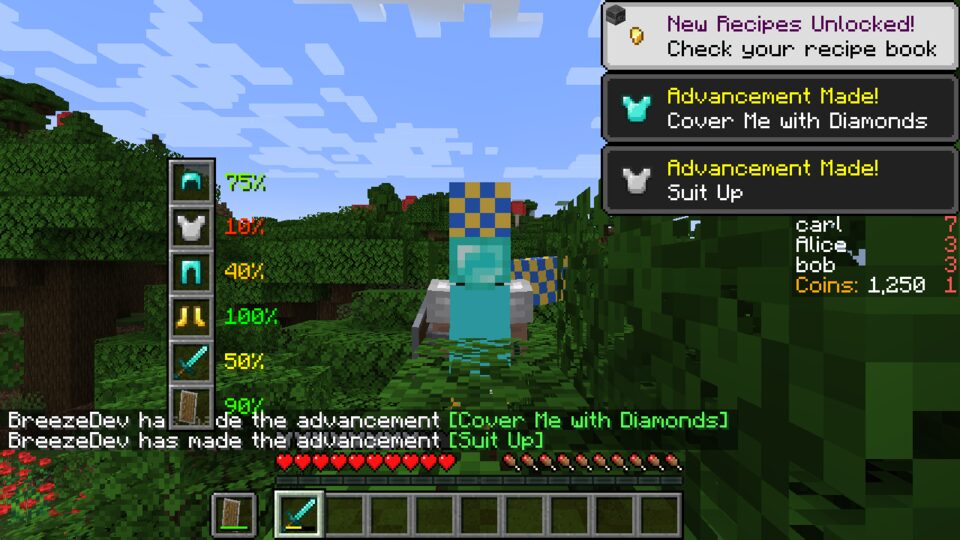 New Recipes Unlocked!
Check your recipe book
Advancement Made!
Cover Me with Diamonds
Advancement Made!
Suit Up
75%
10%
40%
100%
50%
90%
carl 7
Alice 3
bob 3
Coins: 1,250 1
BreezeDev ha de the advancement [Cover Me with Diamonds]
BreezeDev has made the advancement [Suit Up]